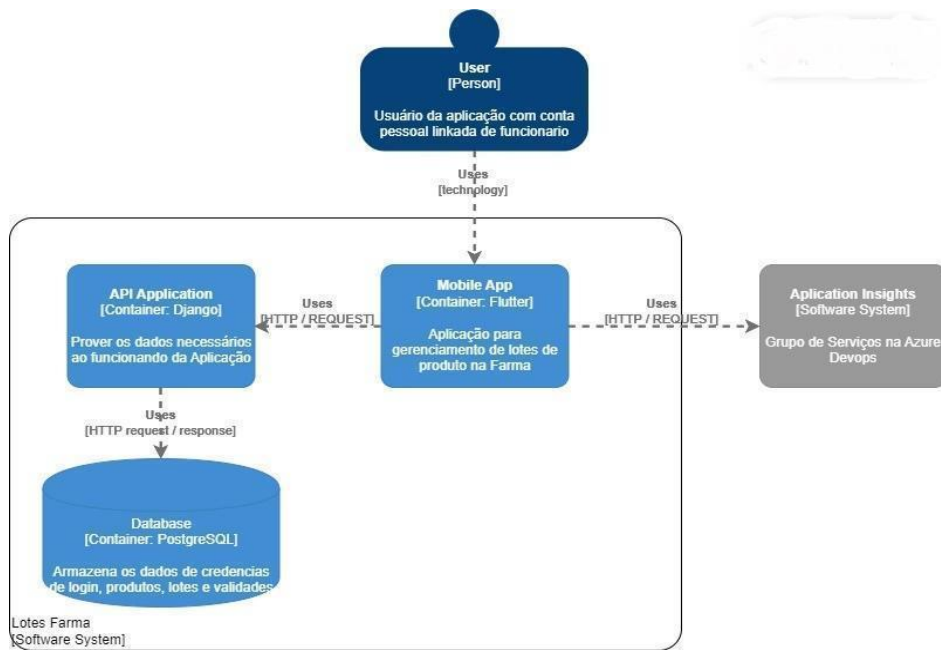 User
[Person]
Usuário da aplicação com conta
pessoal linkada de funcionario
Uses
[technology]
API Application
[Container: Django]
Prover os dados necessários
ao funcionando da Aplicação
Uses
[HTTP / REQUEST]
Mobile App
[Container: Flutter]
Aplicação para
gerenciamento de lotes de
produto na Farma
Uses
[HTTP / REQUEST]
Aplication Insights
[Software System]
Grupo de Serviços na Azure
Devops
Uses
[HTTP request / response]
Database
[Container: PostgreSQL]
Armazena os dados de credencias
de login, produtos, lotes e validades
Lotes Farma
[Software System]